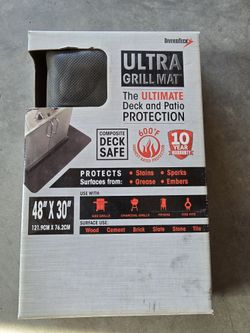 DIVERSITECH
ULTRA
GRILL MAT™
The ULTIMATE
Deck and Patio
PROTECTION
COMPOSITE
DECK
SAFE
600°F
10
YEAR
WARRANTY
PROTECTS
Surfaces from:
• Stains • Sparks
• Grease • Embers
48" X 30"
121.9CM X 76.2CM
USE WITH
GAS GRILLS CHARCOAL GRILLS FRYERS FIRE PITS
SURFACE USE:
Wood Cement Brick Slate Stone Tile